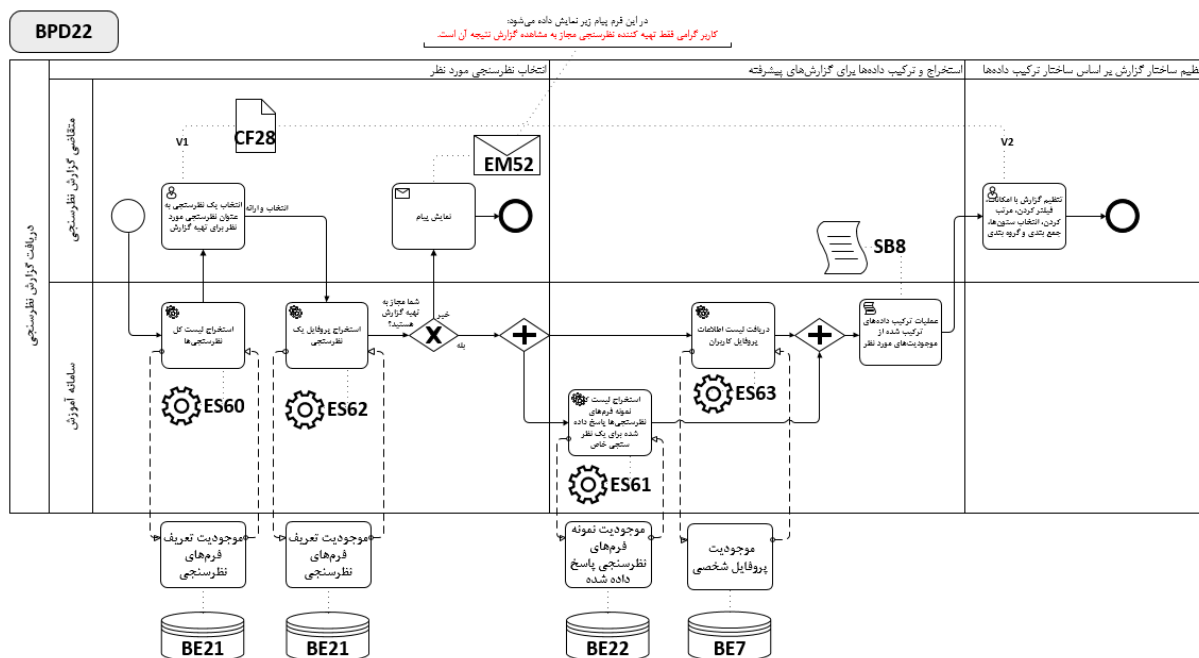 BPD22
در این فرم پیام زیر نمایش داده می‌شود:
کاربر گرامی فقط تهیه کننده نظرسنجی مجاز به مشاهده گزارش نتیجه آن است.
انتخاب نظرسنجی مورد نظر
استخراج و ترکیب داده‌ها برای گزارش‌های پیشرفته
تنظیم ساختار گزارش بر اساس ساختار ترکیب داده‌ها
دریافت گزارش نظرسنجی
متقاضی گزارش نظرسنجی
V1
CF28
EM52
V2
انتخاب یک نظرسنجی به
عنوان نظرسنجی مورد
نظر برای تهیه گزارش
انتخاب و ارائه
نمایش پیام
تنظیم گزارش با امکانات،
فیلتر کردن، مرتب
کردن، انتخاب ستون‌ها،
جمع بندی و گروه بندی
SB8
سامانه آموزش
استخراج لیست کل
نظرسنجی‌ها
استخراج پروفایل یک
نظرسنجی
شما مجاز به
تهیه گزارش
هستید؟
خیر
بله
دریافت لیست اطلاعات
پروفایل کاربران
عملیات ترکیب داده‌های
ترکیب شده از
موجودیت‌های مورد نظر
ES60
ES62
ES63
استخراج لیست
نمونه فرم‌های
نظرسنجی‌ها پاسخ داده
شده برای یک نظر
سنجی خاص
ES61
موجودیت تعریف
فرم‌های
نظرسنجی
موجودیت تعریف
فرم‌های
نظرسنجی
موجودیت نمونه
فرم‌های
نظرسنجی پاسخ
داده شده
موجودیت
پروفایل شخصی
BE21
BE21
BE22
BE7